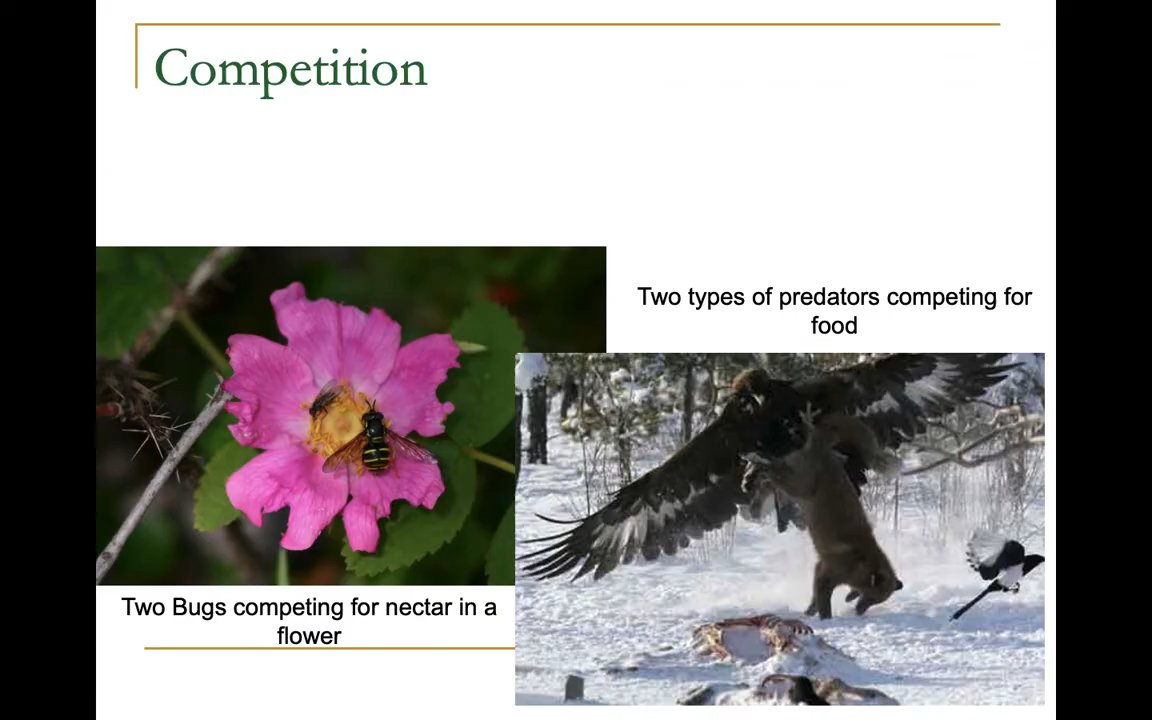 Competition
Two types of predators competing for
food
Two Bugs competing for nectar in a
flower